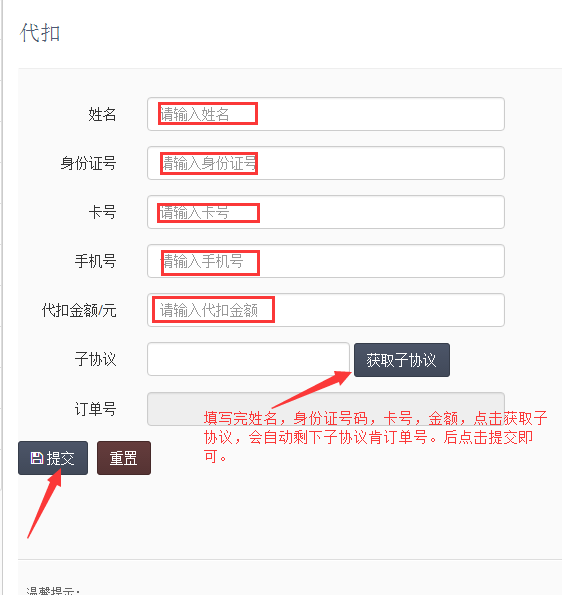 代扣
姓名 请输入姓名
身份证号 请输入身份证号
卡号 请输入卡号
手机号 请输入手机号
代扣金额/元 请输入代扣金额
子协议 获取子协议
订单号
填写完姓名，身份证号码，卡号，金额，点击获取子
协议，会自动剩下子协议肯订单号。后点击提交即
可。
提交 重置
温馨提示：